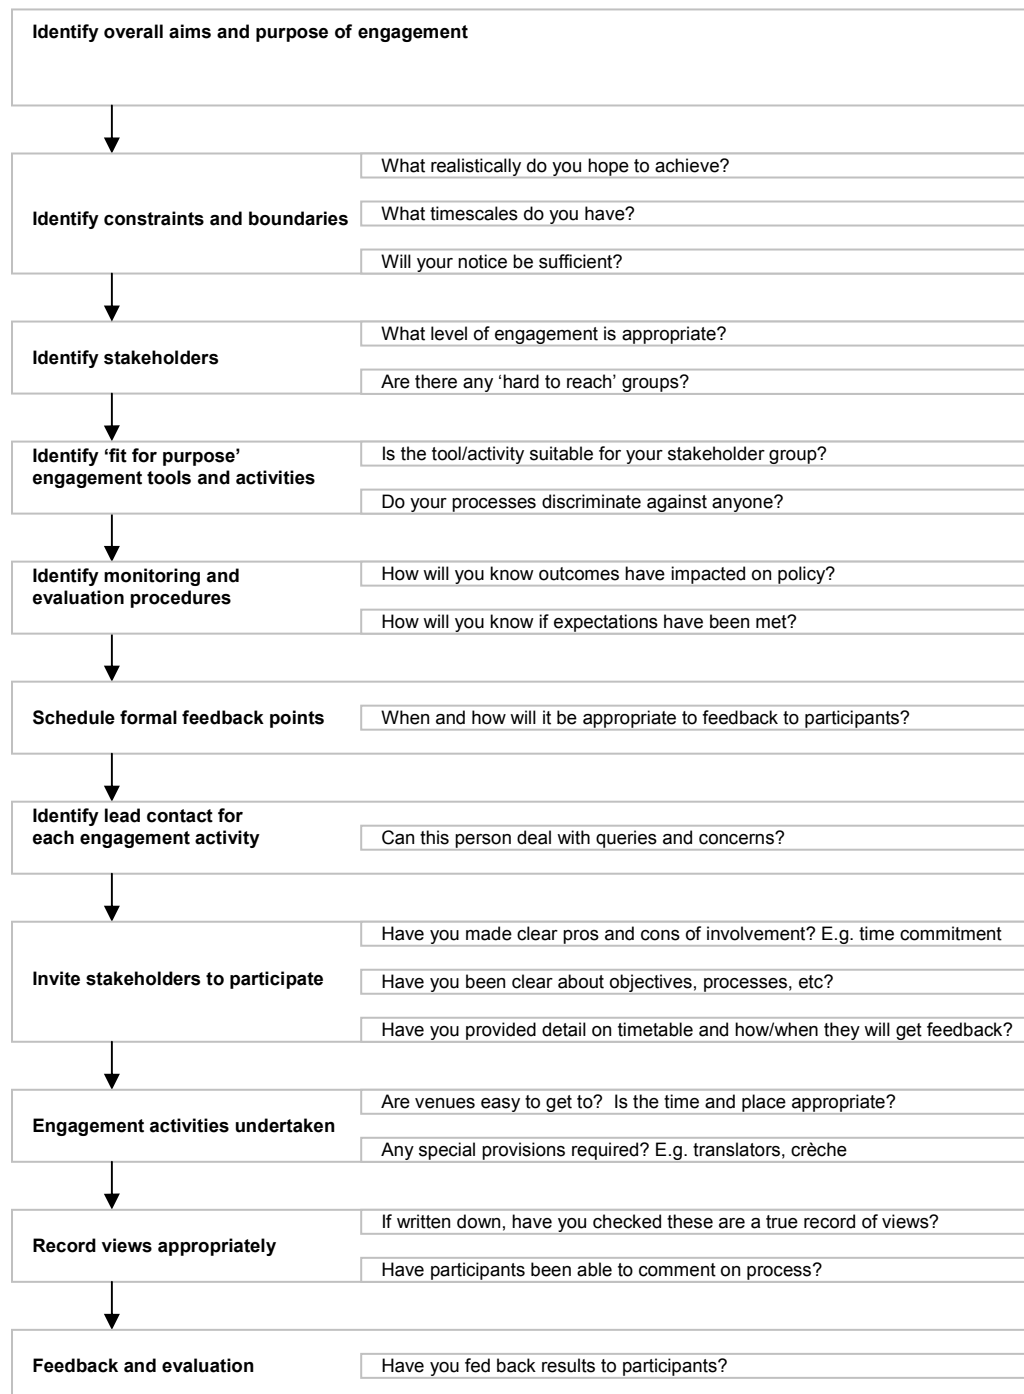 Identify overall aims and purpose of engagement
What realistically do you hope to achieve?
Identify constraints and boundaries
What timescales do you have?
Will your notice be sufficient?
Identify stakeholders
What level of engagement is appropriate?
Are there any ‘hard to reach’ groups?
Identify ‘fit for purpose’
engagement tools and activities
Is the tool/activity suitable for your stakeholder group?
Do your processes discriminate against anyone?
Identify monitoring and
evaluation procedures
How will you know outcomes have impacted on policy?
How will you know if expectations have been met?
Schedule formal feedback points
When and how will it be appropriate to feedback to participants?
Identify lead contact for
each engagement activity
Can this person deal with queries and concerns?
Invite stakeholders to participate
Have you made clear pros and cons of involvement? E.g. time commitment
Have you been clear about objectives, processes, etc?
Have you provided detail on timetable and how/when they will get feedback?
Engagement activities undertaken
Are venues easy to get to?  Is the time and place appropriate?
Any special provisions required? E.g. translators, crèche
Record views appropriately
If written down, have you checked these are a true record of views?
Have participants been able to comment on process?
Feedback and evaluation
Have you fed back results to participants?